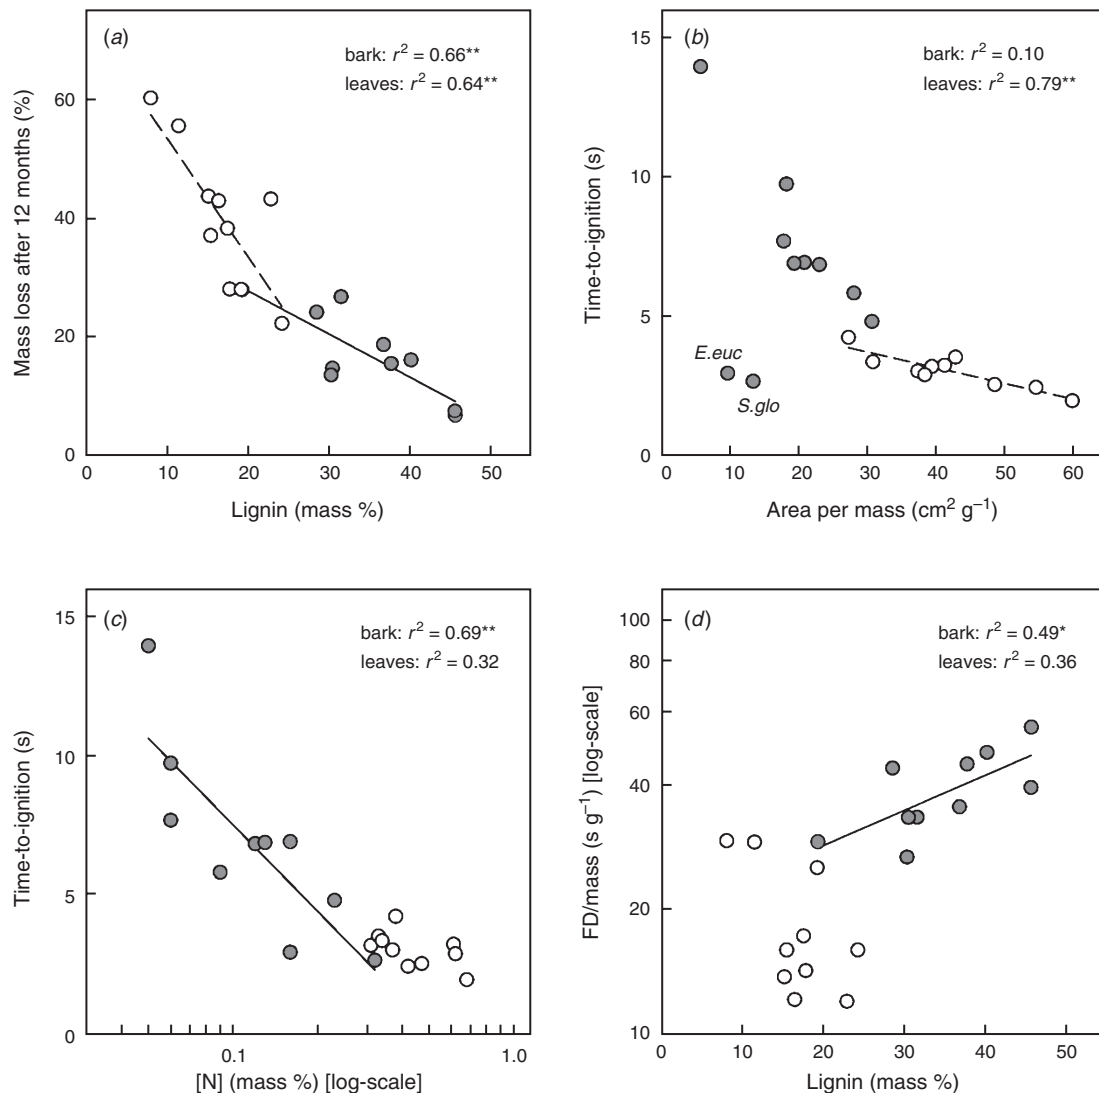 (a)
bark: r² = 0.66**
leaves: r² = 0.64**
Mass loss after 12 months (%)
60
40
20
0
0 10 20 30 40 50
Lignin (mass %)
(b)
bark: r² = 0.10
leaves: r² = 0.79**
Time-to-ignition (s)
15
10
5
0
E.euc
S.glo
10 20 30 40 50 60
Area per mass (cm² g⁻¹)
(c)
bark: r² = 0.69**
leaves: r² = 0.32
Time-to-ignition (s)
15
10
5
0
0.1 1.0
[N] (mass %) [log-scale]
(d)
bark: r² = 0.49*
leaves: r² = 0.36
FD/mass (s g⁻¹) [log-scale]
100
80
60
40
20
10
0 10 20 30 40 50
Lignin (mass %)